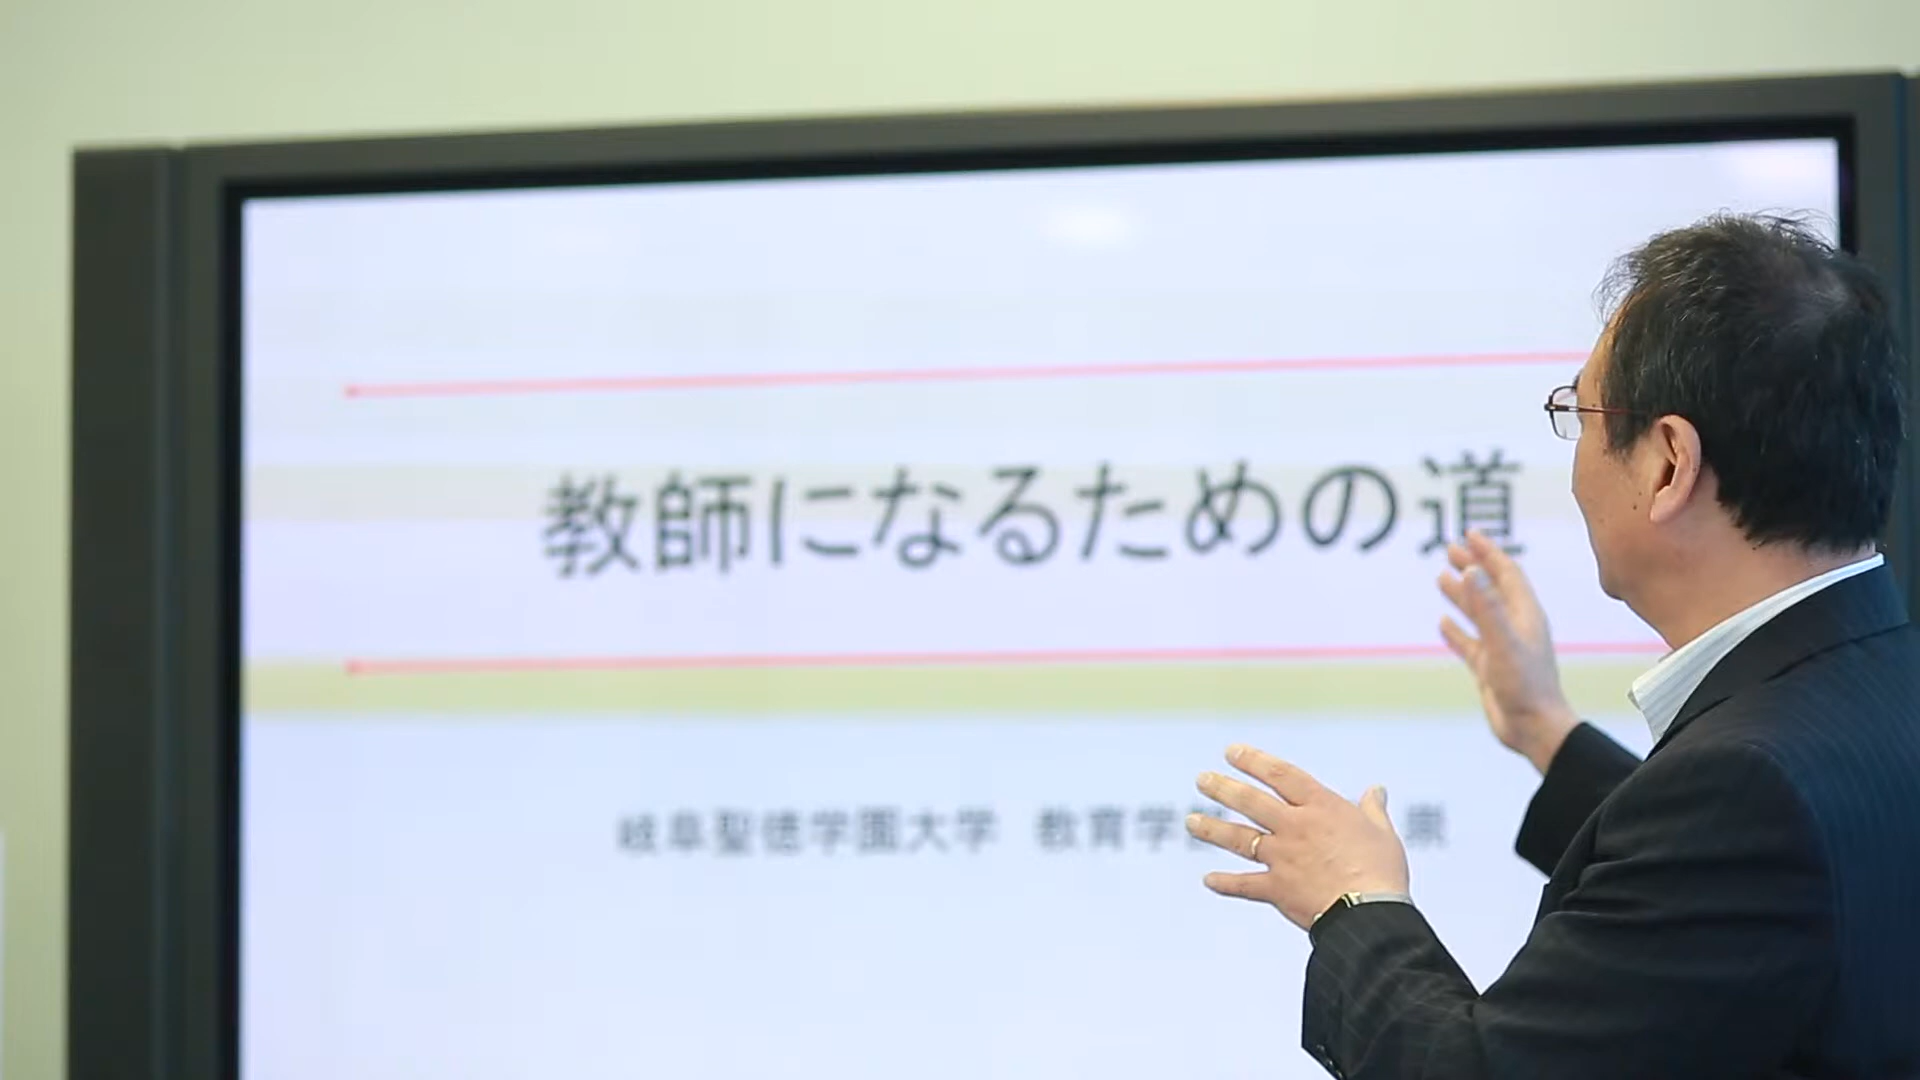 教師になるための道
岐阜聖徳学園大学 教育学部 崇